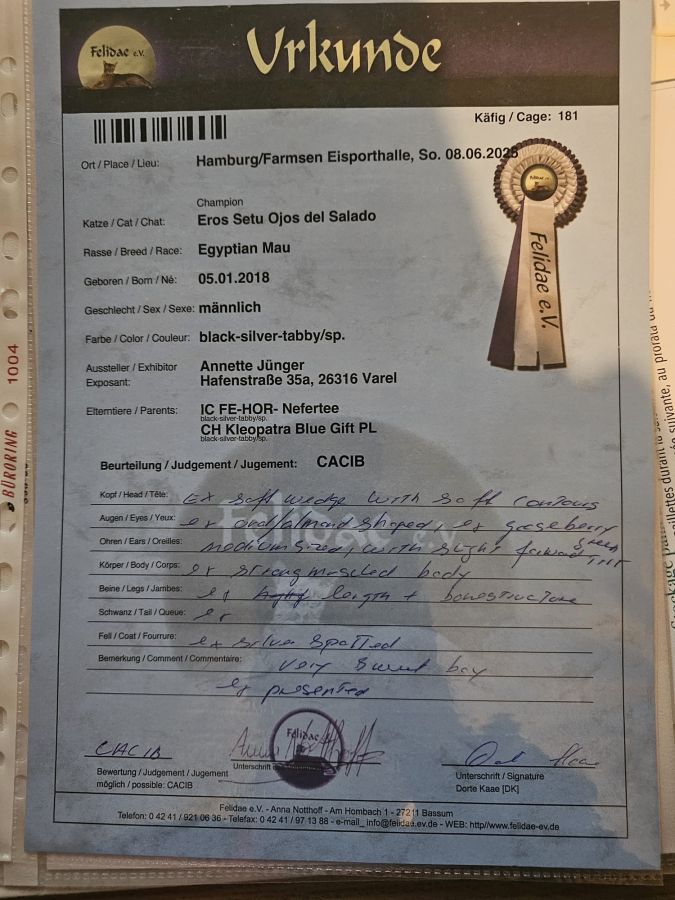 Felidae e.V.
Urkunde
Käfig / Cage: 181
Ort / Place / Lieu: Hamburg/Farmsen Eisporthalle, So. 08.06.2025
Champion
Katze / Cat / Chat: Eros Setu Ojos del Salado
Rasse / Breed / Race: Egyptian Mau
Geboren / Born / Né: 05.01.2018
Geschlecht / Sex / Sexe: männlich
Farbe / Color / Couleur: black-silver-tabby/sp.
Felidae e.V.
Aussteller / Exhibitor
Exposant:
Annette Jünger
Hafenstraße 35a, 26316 Varel
Elterntiere / Parents: IC FE-HOR- Nefertee
black-silver-tabby/sp.
CH Kleopatra Blue Gift PL
black-silver-tabby/sp.
Beurteilung / Judgement / Jugement: CACIB
Kopf / Head / Tête: Ex soft wedge with soft contours
Augen / Eyes / Yeux: ex oval/almond shaped, ex gooseberry green
Ohren / Ears / Oreilles: medium sized, with slight forward tilt
Körper / Body / Corps: ex strong muscled body
Beine / Legs / Jambes: ex length + bonestructure
Schwanz / Tail / Queue: ex
Fell / Coat / Fourrure: ex silver spotted
Bemerkung / Comment / Commentaire: very sweet boy
ex presented
CACIB
Bewertung / Judgement / Jugement
möglich / possible: CACIB
Unterschrift
Felidae e.V.
Unterschrift / Signature
Dorte Kaae [DK]
Felidae e.V. - Anna Notthoff - Am Hombach 1 - 27211 Bassum
Telefon: 0 42 41 / 921 06 36 - Telefax: 0 42 41 / 97 13 88 - e-mail_ info@felidae.ev.de - WEB: http//www.felidae-ev.de
BÜRORING 1004